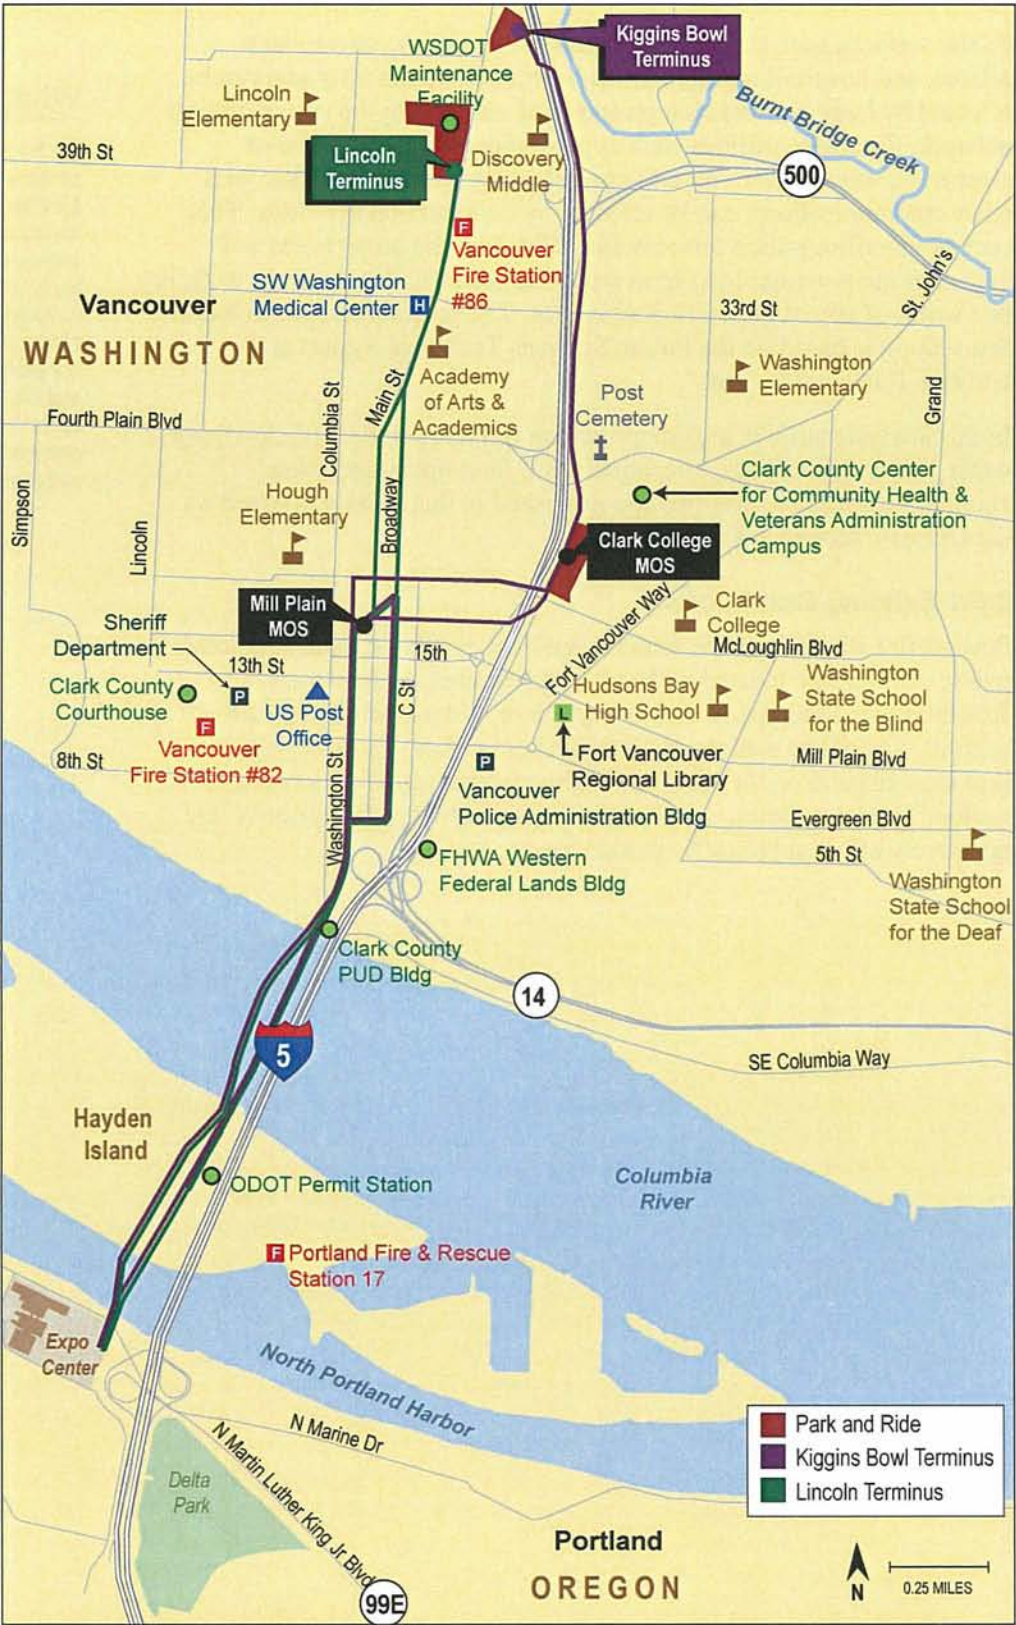 WSDOT
Maintenance
Facility
Kiggins Bowl
Terminus
Lincoln
Elementary
Burnt Bridge Creek
39th St
Lincoln
Terminus
Discovery
Middle
500
F
Vancouver
Fire Station
#86
SW Washington
Medical Center
H
St. John's
Vancouver
WASHINGTON
33rd St
Washington
Elementary
Academy
of Arts &
Academics
Columbia St
Main St
Post
Cemetery
Grand
Fourth Plain Blvd
Clark County Center
for Community Health &
Veterans Administration
Campus
Simpson
Lincoln
Hough
Elementary
Broadway
Clark College
MOS
Mill Plain
MOS
Fort Vancouver Way
Clark
College
McLoughlin Blvd
Sheriff
Department
13th St
15th
Clark County
Courthouse
P
US Post
Office
C St
Hudsons Bay
High School
Washington
State School
for the Blind
L
Fort Vancouver
Regional Library
Mill Plain Blvd
F
Vancouver
Fire Station #82
8th St
Washington St
P
Vancouver
Police Administration Bldg
Evergreen Blvd
5th St
FHWA Western
Federal Lands Bldg
Washington
State School
for the Deaf
Clark County
PUD Bldg
14
5
SE Columbia Way
Hayden
Island
ODOT Permit Station
Columbia
River
F
Portland Fire & Rescue
Station 17
Expo
Center
North Portland Harbor
N Marine Dr
N Martin Luther King Jr Blvd
Delta
Park
99E
Park and Ride
Kiggins Bowl Terminus
Lincoln Terminus
Portland
OREGON
N
0.25 MILES